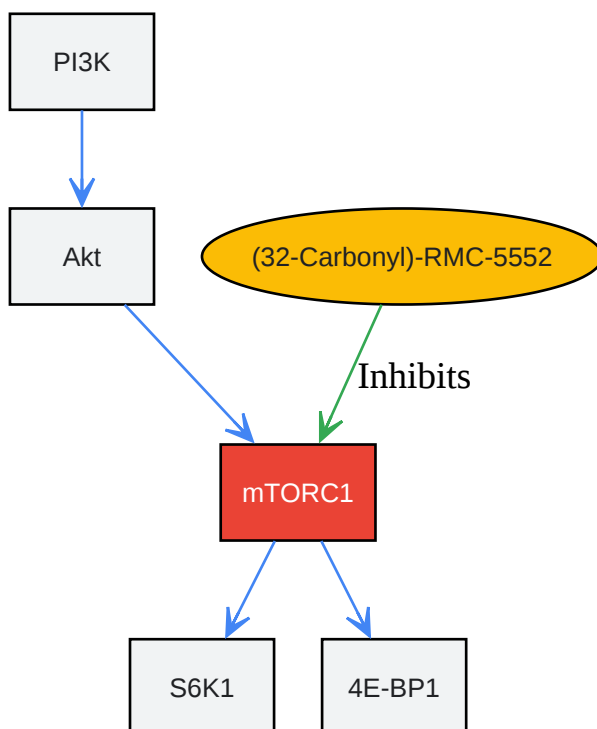 PI3K
Akt
(32-Carbonyl)-RMC-5552
Inhibits
mTORC1
S6K1
4E-BP1